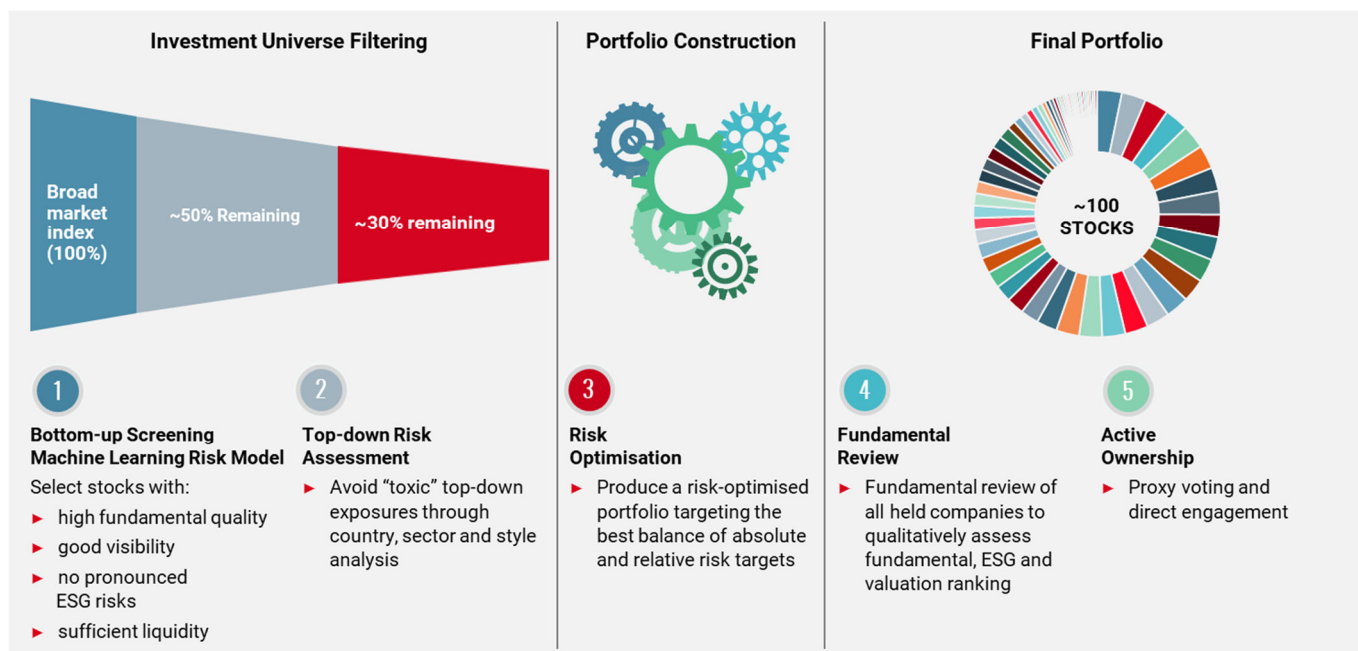 Investment Universe Filtering
Broad
market
index
(100%)
~50% Remaining
~30% remaining
1
Bottom-up Screening
Machine Learning Risk Model
Select stocks with:
► high fundamental quality
► good visibility
► no pronounced
ESG risks
► sufficient liquidity
2
Top-down Risk
Assessment
► Avoid “toxic” top-down
exposures through
country, sector and style
analysis
Portfolio Construction
3
Risk
Optimisation
► Produce a risk-optimised
portfolio targeting the
best balance of absolute
and relative risk targets
Final Portfolio
~100
STOCKS
4
Fundamental
Review
► Fundamental review of
all held companies to
qualitatively assess
fundamental, ESG and
valuation ranking
5
Active
Ownership
► Proxy voting and
direct engagement